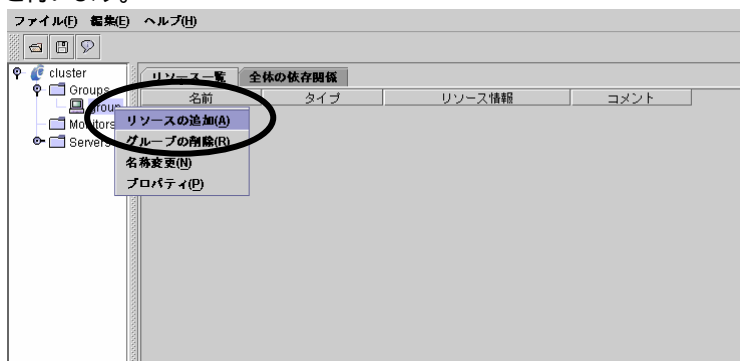 ファイル(F) 編集(E) ヘルプ(H)
cluster
Groups
group
Monitors
Servers
リソース一覧 全体の依存関係
名前 タイプ リソース情報 コメント
リソースの追加(A)
グループの削除(R)
名称変更(N)
プロパティ(P)